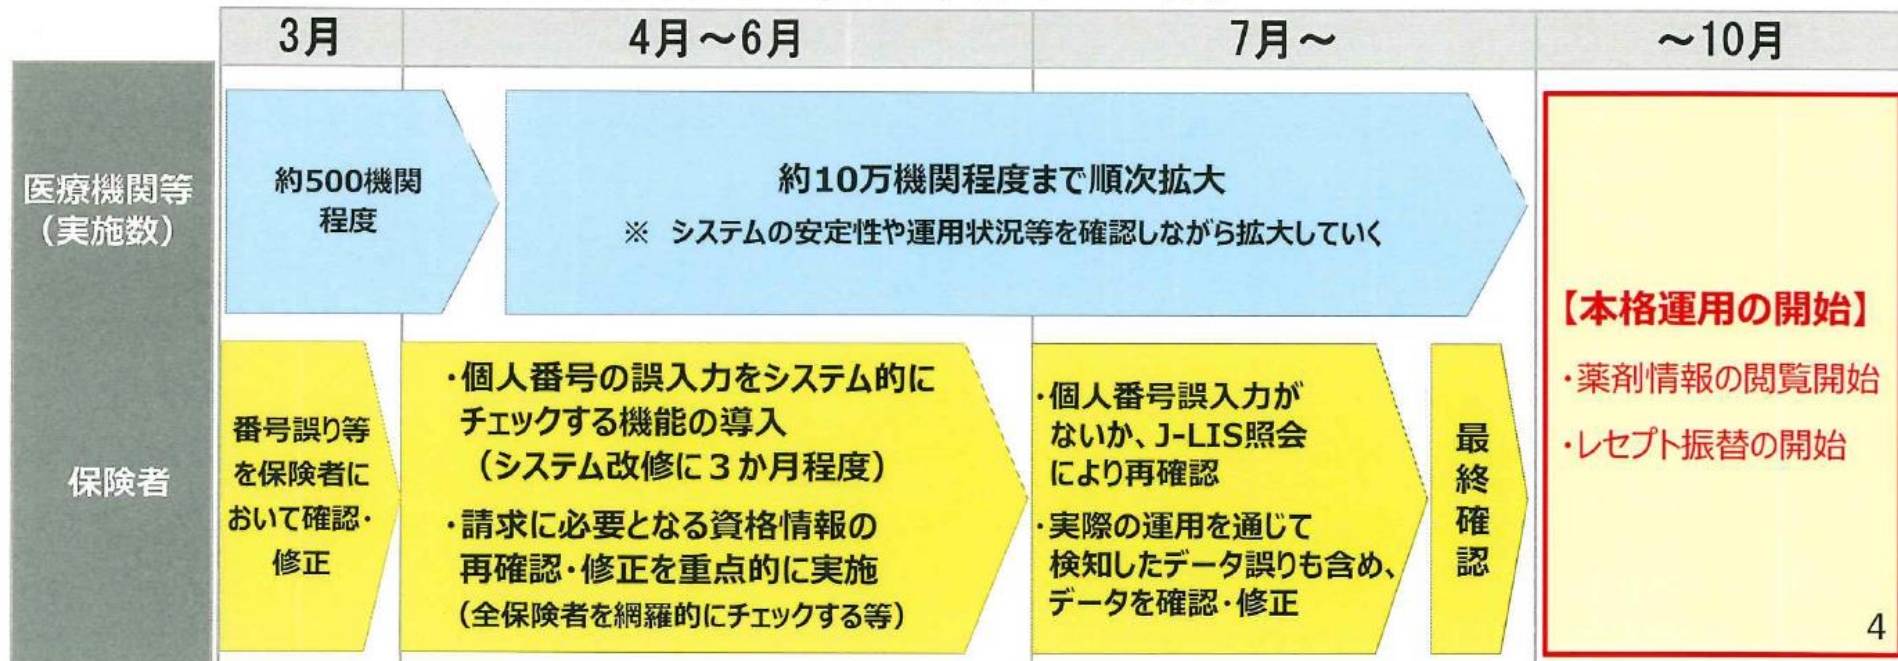 3月
4月～6月
7月～
～10月
医療機関等
（実施数）
約500機関
程度
約10万機関程度まで順次拡大
※　システムの安定性や運用状況等を確認しながら拡大していく
保険者
番号誤り等
を保険者に
おいて確認・
修正
・個人番号の誤入力をシステム的に
チェックする機能の導入
（システム改修に３か月程度）
・請求に必要となる資格情報の
再確認・修正を重点的に実施
（全保険者を網羅的にチェックする等）
・個人番号誤入力が
ないか、J-LIS照会
により再確認
・実際の運用を通じて
検知したデータ誤りも含め、
データを確認・修正
最
終
確
認
【本格運用の開始】
・薬剤情報の閲覧開始
・レセプト振替の開始
4